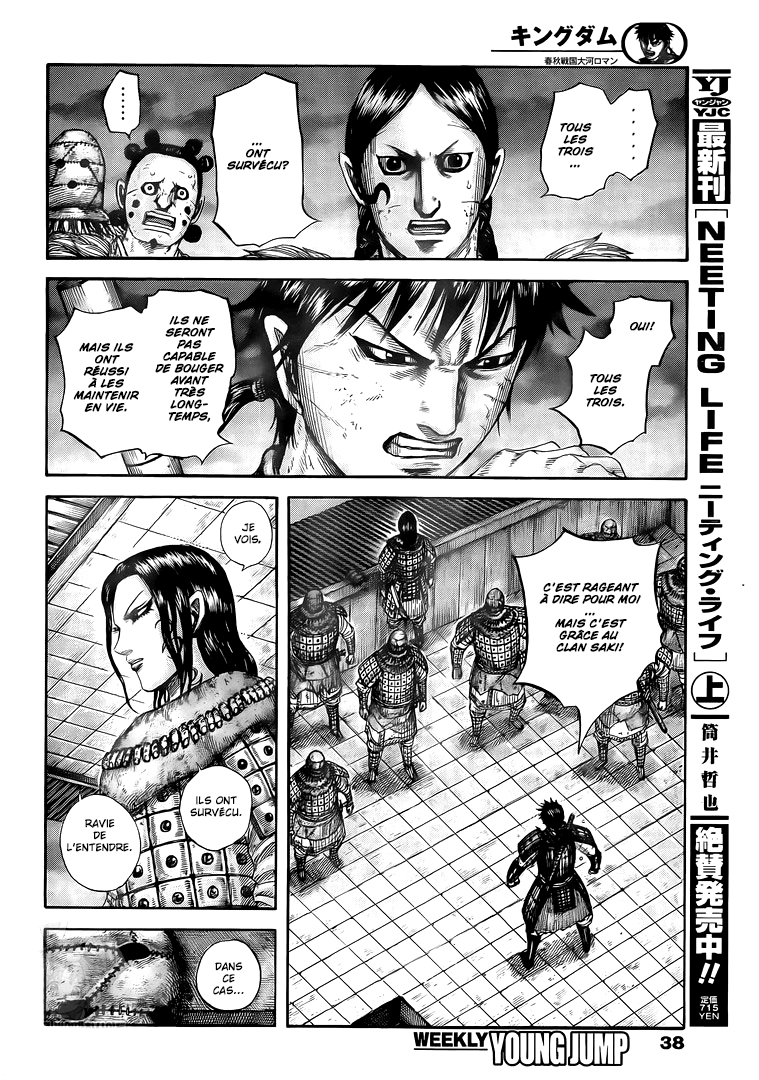 キングダム
春秋戦国大河ロマン
. . . .
TOUS
LES
TROIS
...
...
ONT
SURVÉCU?
......
OUI!
TOUS
LES
TROIS.
ILS NE
SERONT
PAS
CAPABLE
DE BOUGER
AVANT
TRÈS
LONG-
TEMPS,
MAIS ILS
ONT
RÉUSSI
À LES
MAINTENIR
EN VIE.
JE
VOIS.
ILS ONT
SURVÉCU.
RAVIE
DE
L'ENTENDRE.
C'EST RAGEANT
À DIRE POUR MOI
...
MAIS C'EST
GRÂCE AU
CLAN SAKI!
DANS
CE
CAS...
YJ
ヤンジャン
YJC
最新刊
[NEETING LIFE ニーティング・ライフ]
上
筒井哲也
絶賛発売中!!
定価
715
YEN
WEEKLY YOUNG JUMP
38